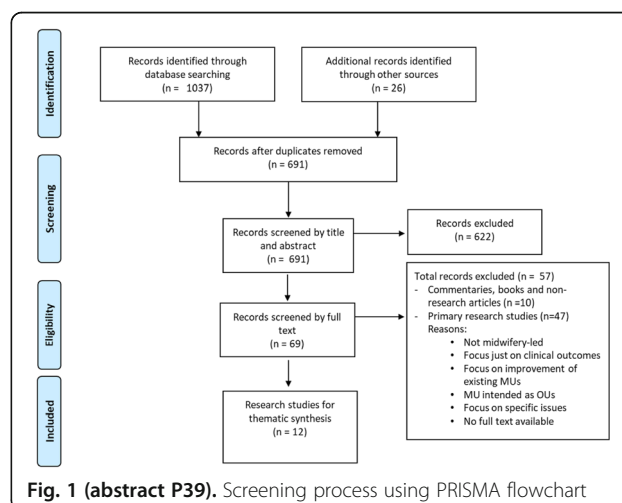 Identification
Records identified through
database searching
(n = 1037)
Additional records identified
through other sources
(n = 26)
Records after duplicates removed
(n = 691)
Screening
Records screened by title
and abstract
(n = 691)
Records excluded
(n = 622)
Eligibility
Records screened by full
text
(n = 69)
Total records excluded (n = 57)
- Commentaries, books and non-
research articles (n =10)
- Primary research studies (n=47)
Reasons:
• Not midwifery-led
• Focus just on clinical outcomes
• Focus on improvement of
existing MUs
• MU intended as OUs
• Focus on specific issues
• No full text available
Included
Research studies for
thematic synthesis
(n = 12)
Fig. 1 (abstract P39). Screening process using PRISMA flowchart